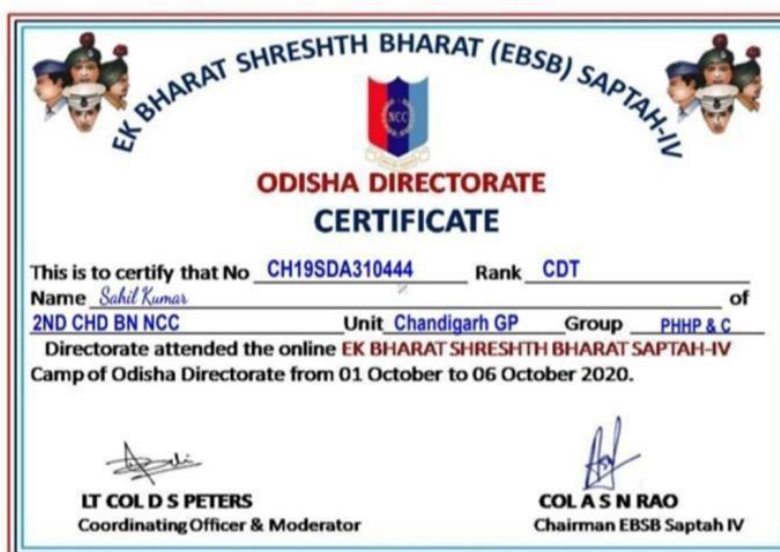 EK BHARAT SHRESHTH BHARAT (EBSB) SAPTAH-IV
NCC
ODISHA DIRECTORATE
CERTIFICATE
This is to certify that No CH19SDA310444 Rank CDT
Name Sahil Kumar of
2ND CHD BN NCC Unit Chandigarh GP Group PHHP & C
Directorate attended the online EK BHARAT SHRESHTH BHARAT SAPTAH-IV
Camp of Odisha Directorate from 01 October to 06 October 2020.
LT COL D S PETERS COL A S N RAO
Coordinating Officer & Moderator Chairman EBSB Saptah IV